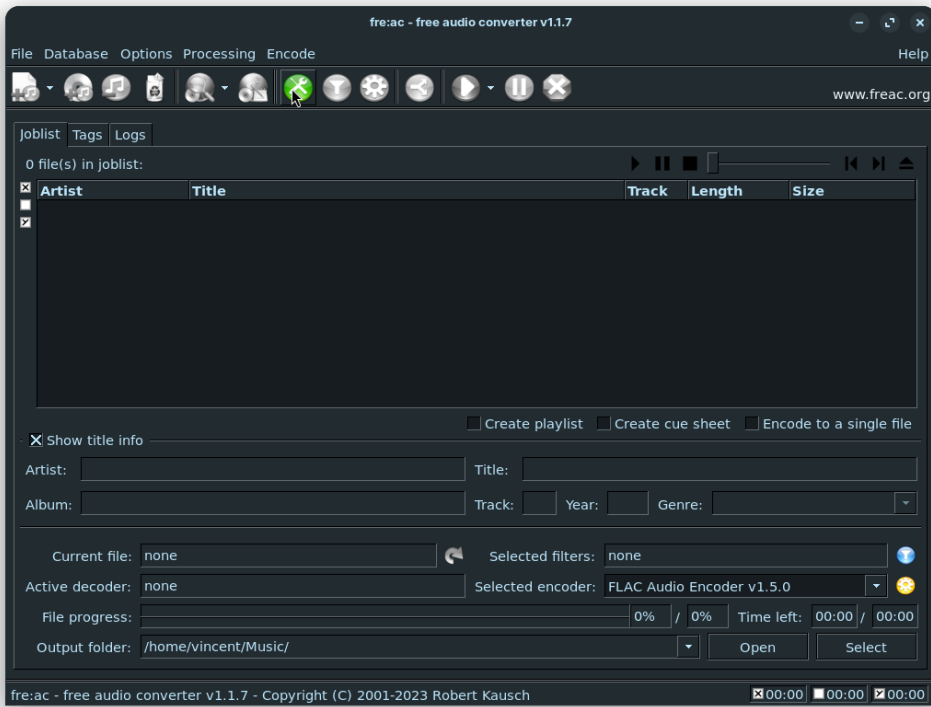 fre:ac - free audio converter v1.1.7
File Database Options Processing Encode Help
www.freac.org
Joblist Tags Logs
0 file(s) in joblist:
Artist Title Track Length Size
Create playlist Create cue sheet Encode to a single file
Show title info
Artist: Title:
Album: Track: Year: Genre:
Current file: none Selected filters: none
Active decoder: none Selected encoder: FLAC Audio Encoder v1.5.0
File progress: 0% / 0% Time left: 00:00 / 00:00
Output folder: /home/vincent/Music/ Open Select
fre:ac - free audio converter v1.1.7 - Copyright (C) 2001-2023 Robert Kausch 00:00 00:00 00:00